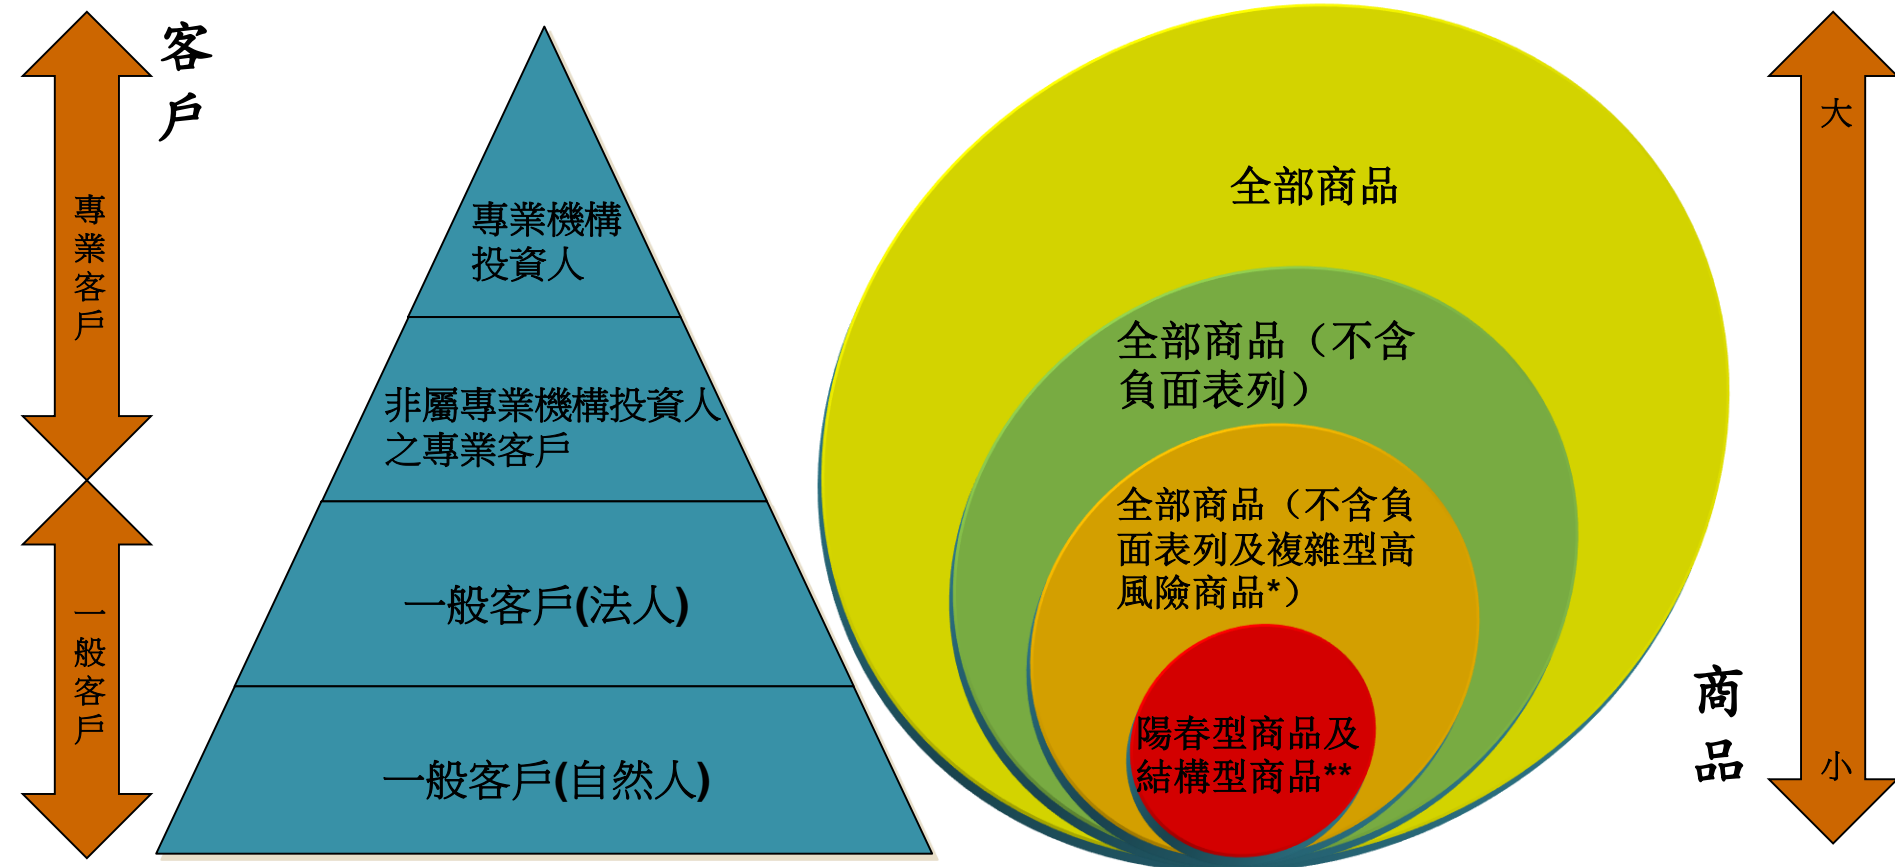 客
戶
專
業
客
戶
一
般
客
戶
專業機構
投資人
非屬專業機構投資人
之專業客戶
一般客戶(法人)
一般客戶(自然人)
全部商品
全部商品（不含
負面表列）
全部商品（不含負
面表列及複雜型高
風險商品*）
陽春型商品及
結構型商品**
大
小
商
品